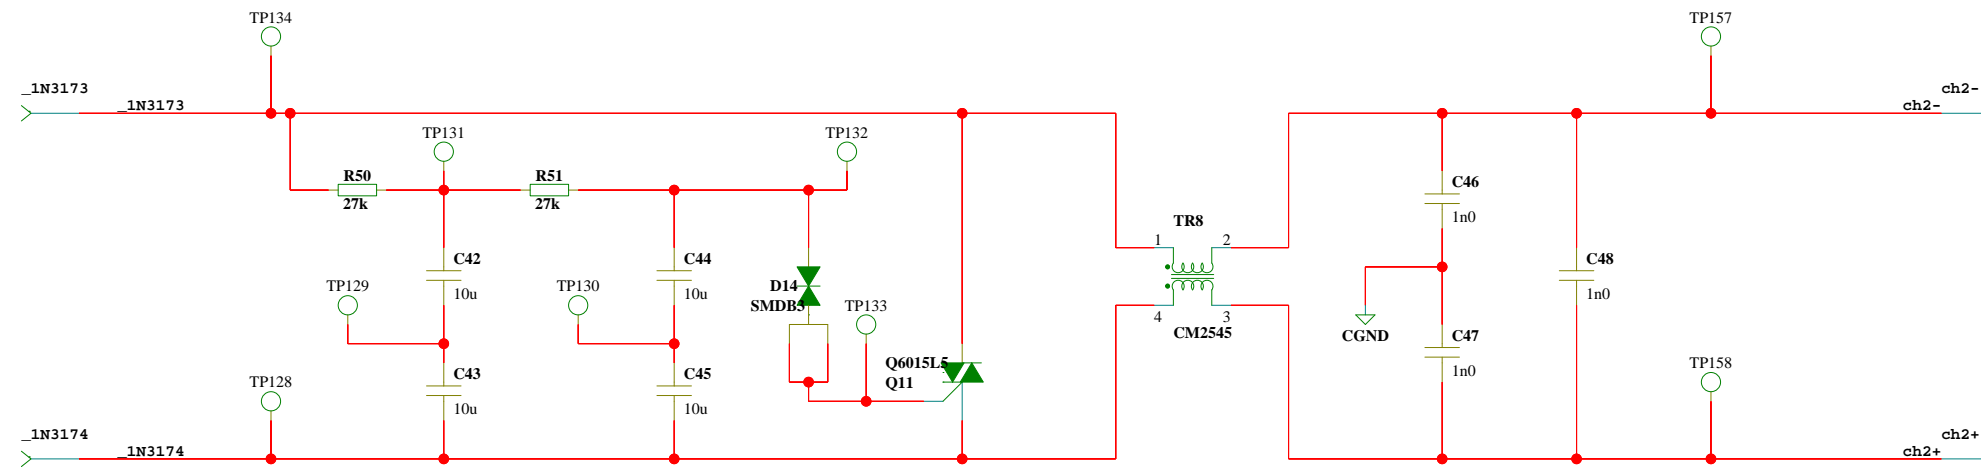 TP134
TP157
_1N3173
ch2-
_1N3173
ch2-
TP131
TP132
R50
27k
R51
27k
C46
1n0
TR8
1
2
C42
10u
C44
10u
C48
1n0
TP129
TP130
D14
SMDB3
TP133
4
3
CM2545
CGND
C47
1n0
Q6015L5
Q11
TP158
TP128
C43
10u
C45
10u
_1N3174
ch2+
_1N3174
ch2+